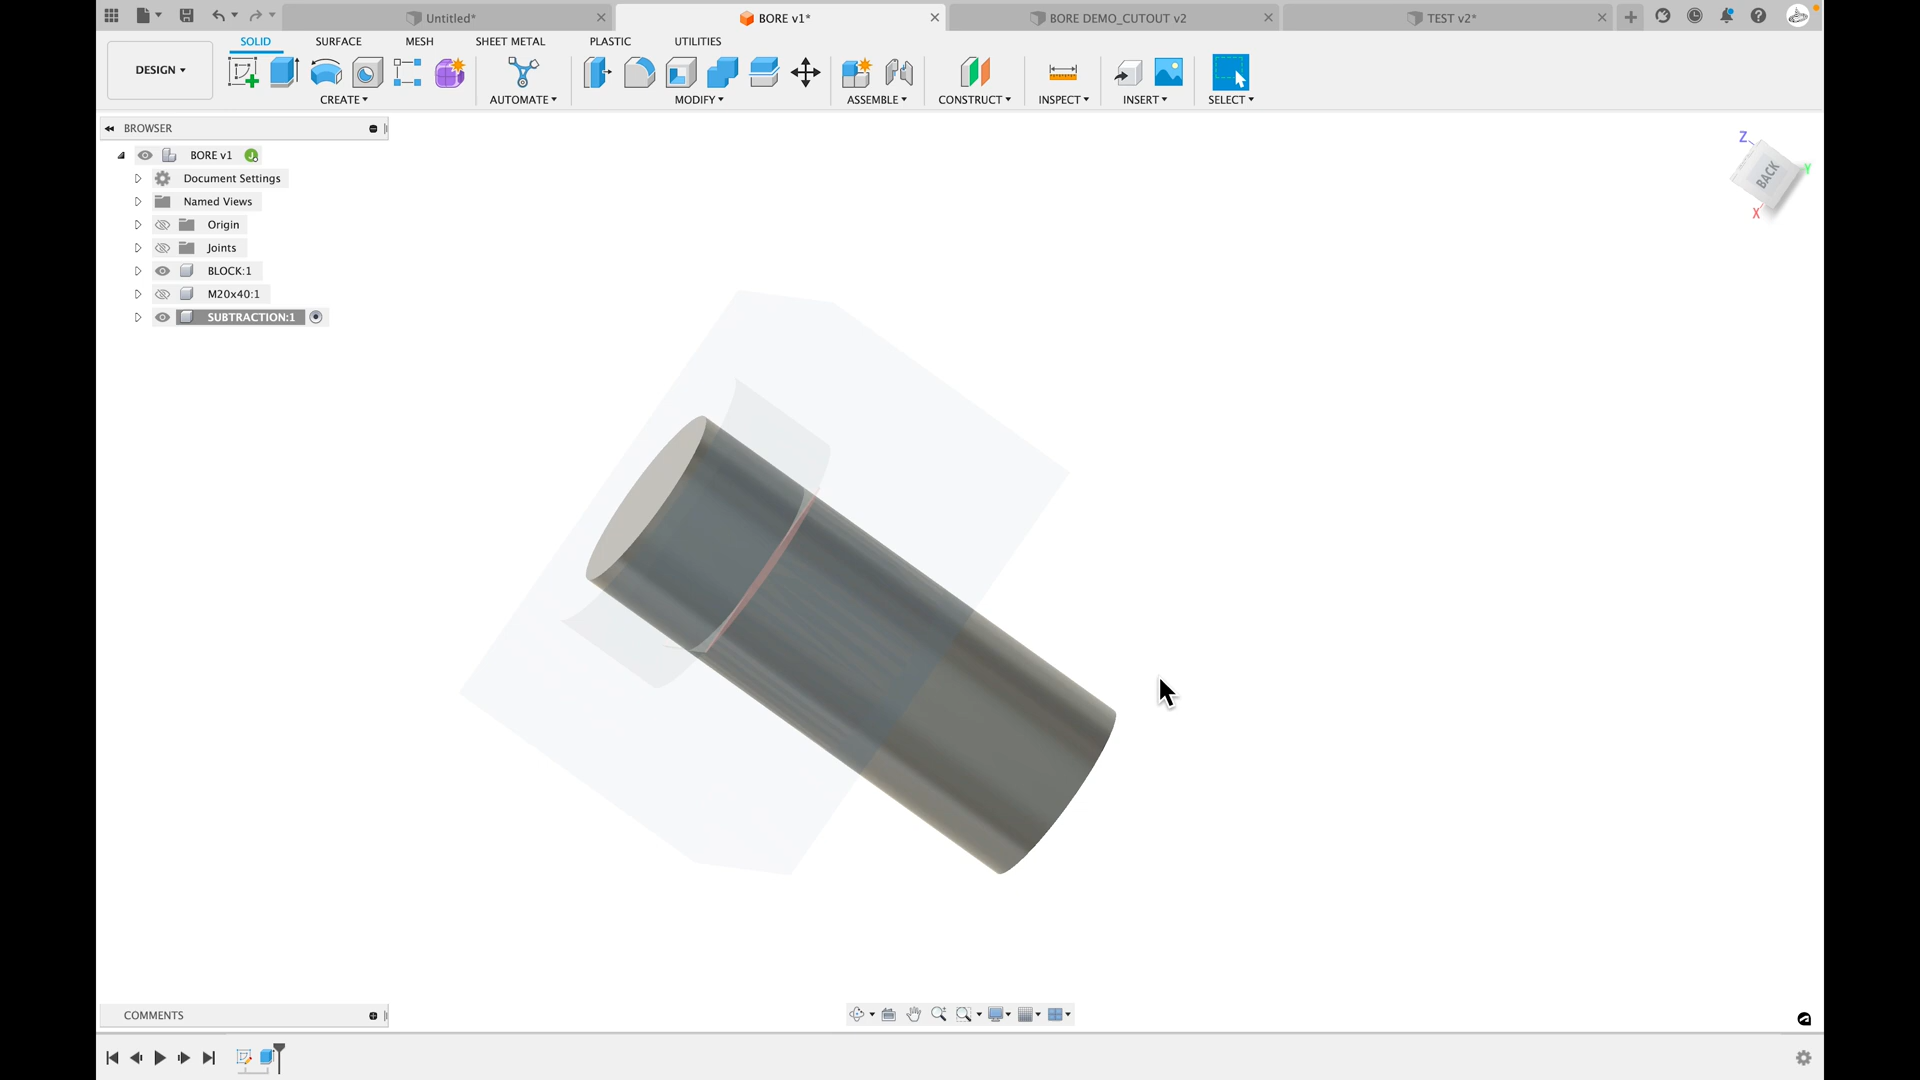 Untitled*
BORE v1*
BORE DEMO_CUTOUT v2
TEST v2*
DESIGN
SOLID
SURFACE
MESH
SHEET METAL
PLASTIC
UTILITIES
CREATE
AUTOMATE
MODIFY
ASSEMBLE
CONSTRUCT
INSPECT
INSERT
SELECT
BROWSER
BORE v1
Document Settings
Named Views
Origin
Joints
BLOCK:1
M20x40:1
SUBTRACTION:1
Z
Y
BACK
X
COMMENTS